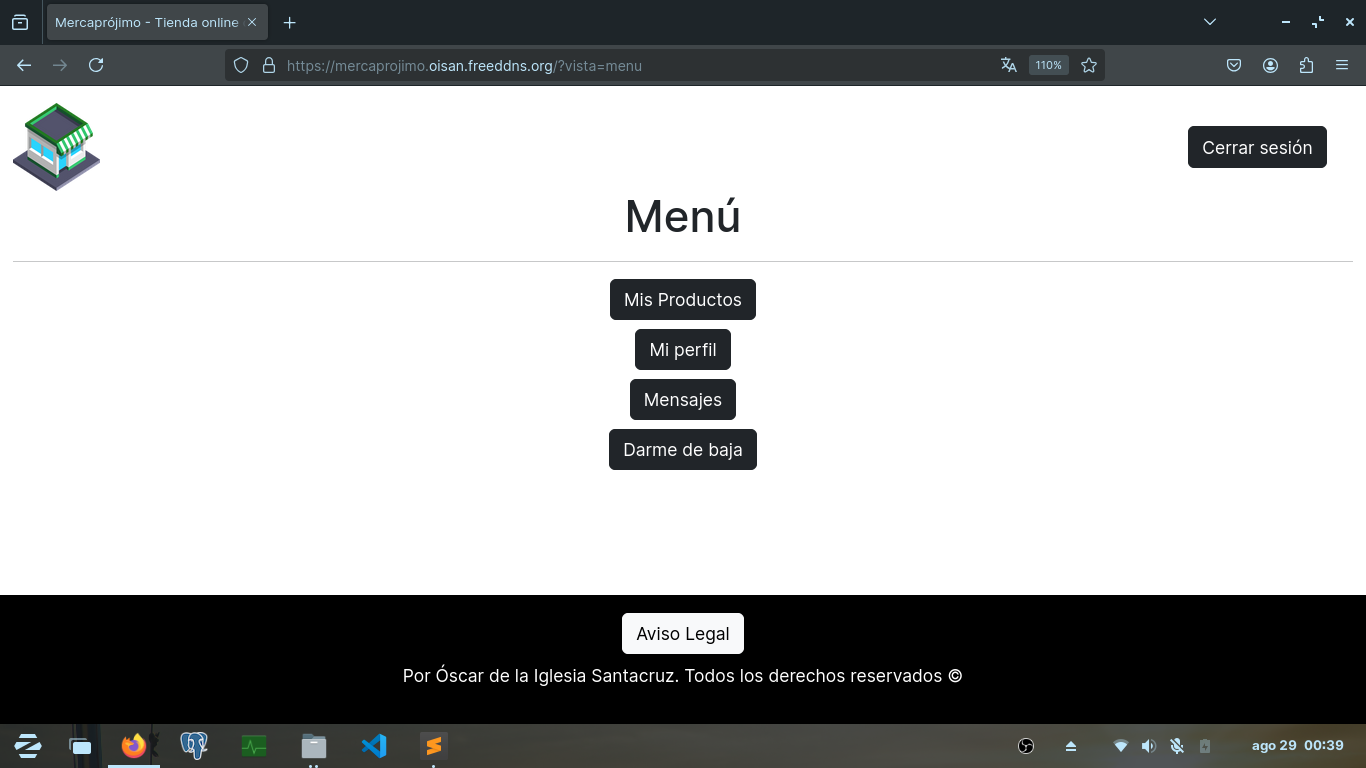 Mercaprójimo - Tienda online
https://mercaprojimo.oisan.freeddns.org/?vista=menu
110%
Cerrar sesión
Menú
Mis Productos
Mi perfil
Mensajes
Darme de baja
Aviso Legal
Por Óscar de la Iglesia Santacruz. Todos los derechos reservados ©
ago 29 00:39